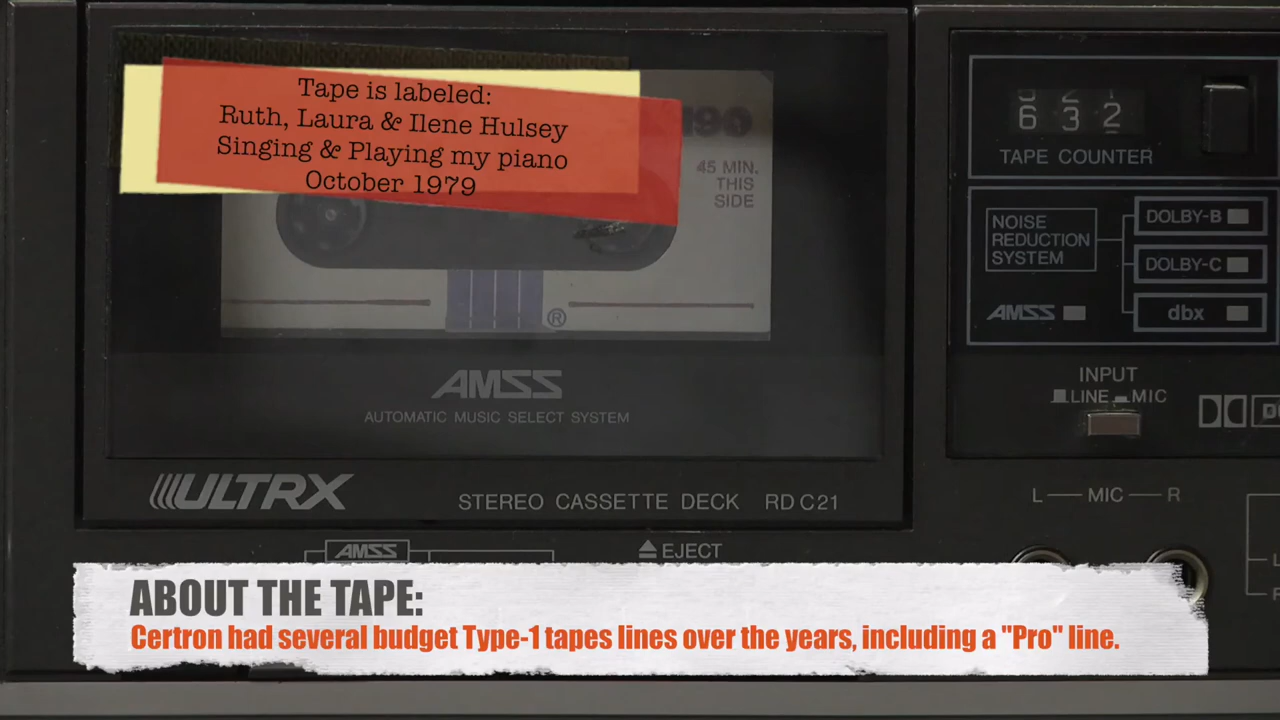 Tape is labeled:
Ruth, Laura & Ilene Hulsey
Singing & Playing my piano
October 1979
45 MIN.
THIS
SIDE
®
AMSS
AUTOMATIC MUSIC SELECT SYSTEM
ULTRX
STEREO CASSETTE DECK RD C21
AMSS
EJECT
632
TAPE COUNTER
NOISE
REDUCTION
SYSTEM
DOLBY-B
DOLBY-C
dbx
AMSS
INPUT
LINE MIC
L MIC R
ABOUT THE TAPE:
Certron had several budget Type-1 tapes lines over the years, including a "Pro" line.